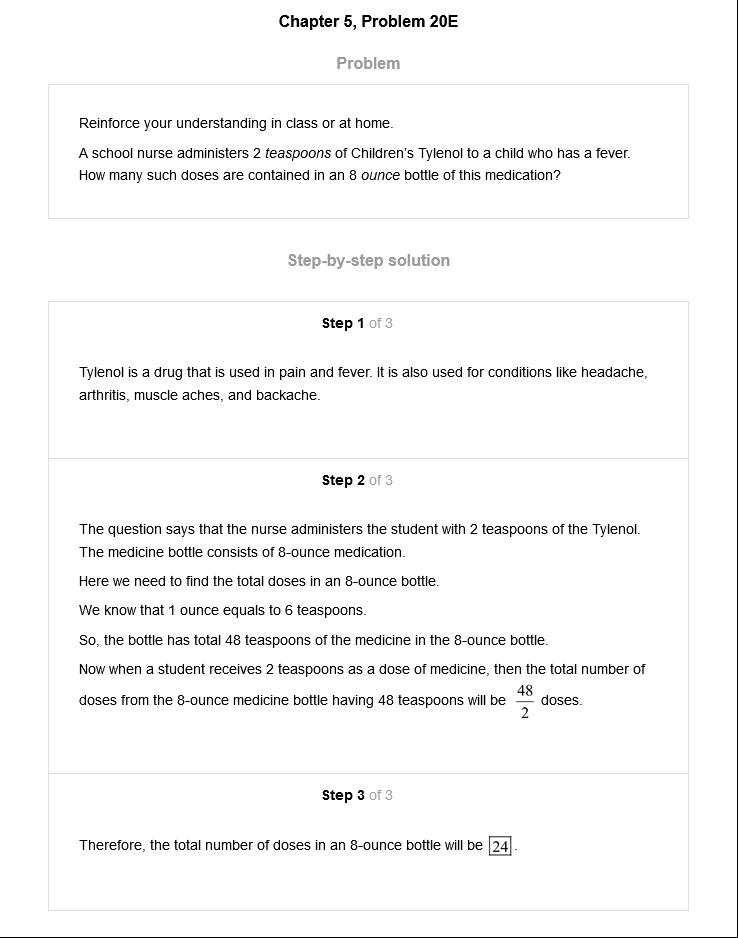 Chapter 5, Problem 20E
Problem
Reinforce your understanding in class or at home.
A school nurse administers 2 teaspoons of Children's Tylenol to a child who has a fever.
How many such doses are contained in an 8 ounce bottle of this medication?
Step-by-step solution
Step 1 of 3
Tylenol is a drug that is used in pain and fever. It is also used for conditions like headache,
arthritis, muscle aches, and backache.
Step 2 of 3
The question says that the nurse administers the student with 2 teaspoons of the Tylenol.
The medicine bottle consists of 8-ounce medication.
Here we need to find the total doses in an 8-ounce bottle.
We know that 1 ounce equals to 6 teaspoons.
So, the bottle has total 48 teaspoons of the medicine in the 8-ounce bottle.
Now when a student receives 2 teaspoons as a dose of medicine, then the total number of
doses from the 8-ounce medicine bottle having 48 teaspoons will be 48/2 doses.
Step 3 of 3
Therefore, the total number of doses in an 8-ounce bottle will be 24.